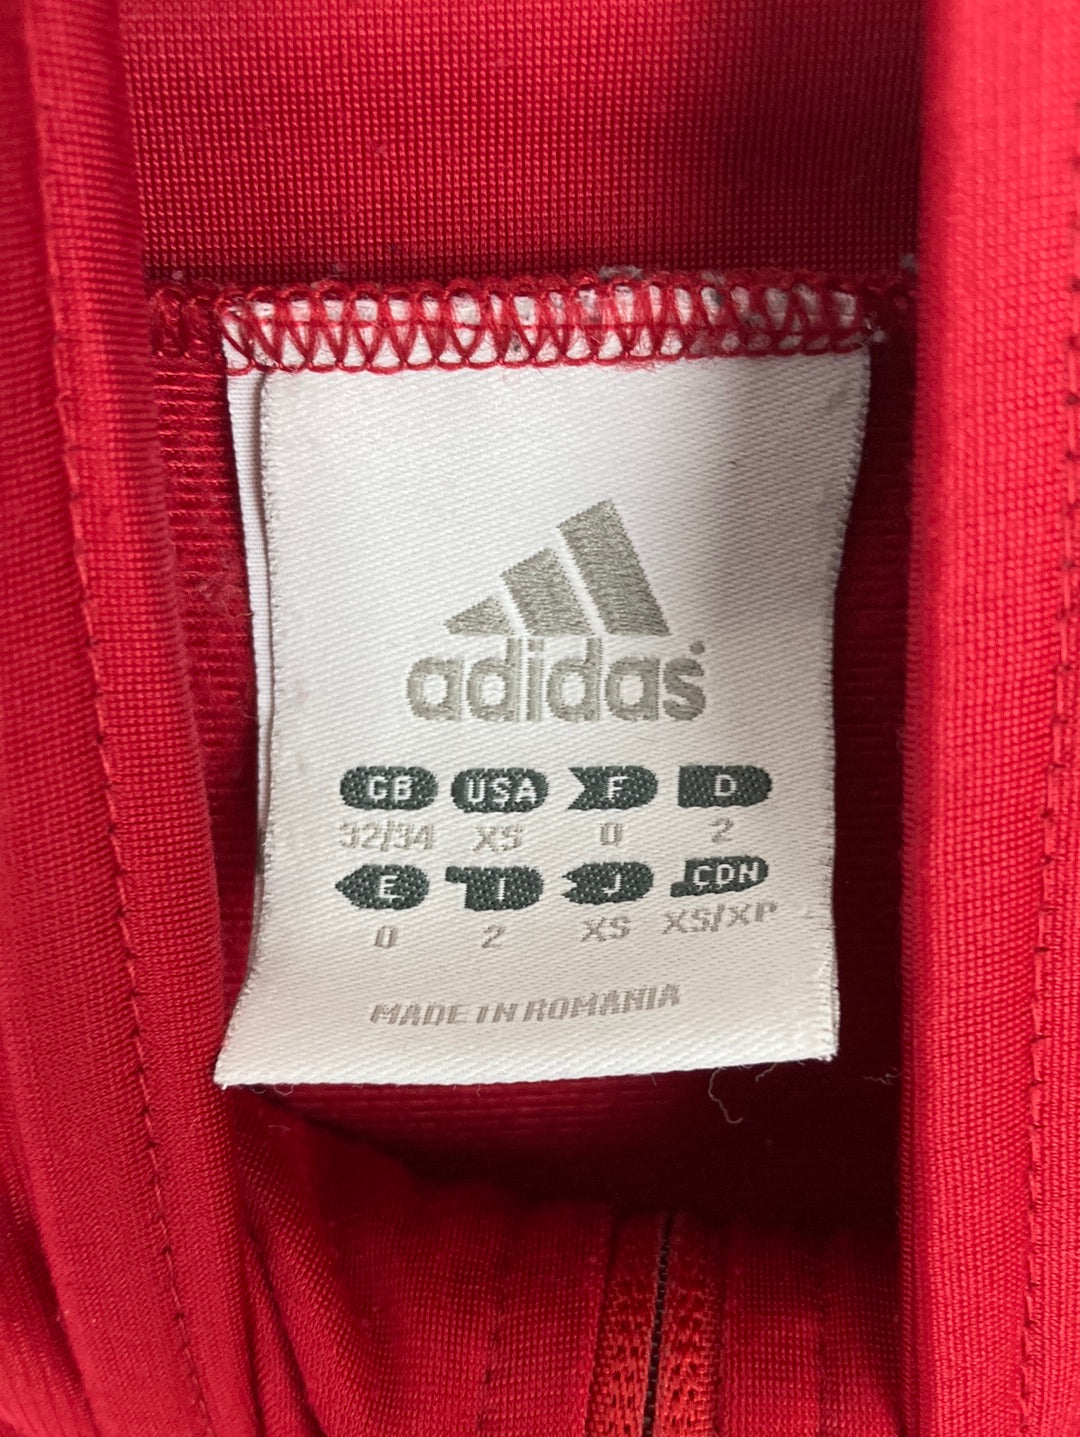 adidas
GB USA F D
32/34 XS 0 2
E I J CDN
0 2 XS XS/XP
MADE IN ROMANIA